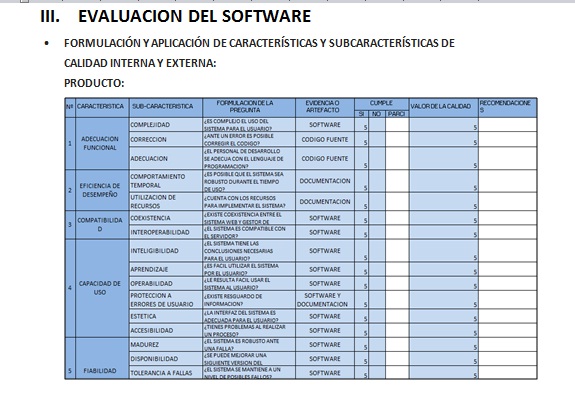 III. EVALUACION DEL SOFTWARE
• FORMULACIÓN Y APLICACIÓN DE CARACTERÍSTICAS Y SUBCARACTERÍSTICAS DE
CALIDAD INTERNA Y EXTERNA:
PRODUCTO:
Nº CARACTERISTICA SUB-CARACTERISTICA FORMULACION DE LA PREGUNTA EVIDENCIA O ARTEFACTO CUMPLE SI NO PARCI VALOR DE LA CALIDAD RECOMENDACIONES
1 ADECUACION FUNCIONAL
COMPLEJIDAD ¿ES COMPLEJO EL USO DEL SISTEMA PARA EL USUARIO? SOFTWARE 5 5
CORRECCION ¿ANTE UN ERROR ES POSIBLE CORREGIR EL CODIGO? CODIGO FUENTE 5 5
ADECUACION ¿EL PERSONAL DE DESARROLLO SE ADECUA CON EL LENGUAJE DE PROGRAMACION? CODIGO FUENTE 5 5
2 EFICIENCIA DE DESEMPEÑO
COMPORTAMIENTO TEMPORAL ¿ES POSIBLE QUE EL SISTEMA SEA ROBUSTO DURANTE EL TIEMPO DE USO? DOCUMENTACION 5 5
UTILIZACION DE RECURSOS ¿CUENTA CON LOS RECURSOS PARA IMPLEMENTAR EL SISTEMA? DOCUMENTACION 5 5
3 COMPATIBILIDAD
COEXISTENCIA ¿EXISTE COEXISTENCIA ENTRE EL SISTEMA WEB Y GESTOR DE SOFTWARE 5 5
INTEROPERABILIDAD ¿EL SISTEMA ES COMPATIBLE CON EL SERVIDOR? SOFTWARE 5 5
4 CAPACIDAD DE USO
INTELIGIBILIDAD ¿EL SISTEMA TIENE LAS CONCLUSIONES NECESARIAS PARA EL USUARIO? SOFTWARE 5 5
APRENDIZAJE ¿ES FACIL UTILIZAR EL SISTEMA POR EL USUARIO? SOFTWARE 5 5
OPERABILIDAD ¿LE RESULTA FACIL USAR EL SISTEMA AL USUARIO? SOFTWARE 5 5
PROTECCION A ERRORES DE USUARIO ¿EXISTE RESGUARDO DE INFORMACION? SOFTWARE Y DOCUMENTACION 5 5
ESTETICA ¿LA INTERFAZ DEL SISTEMA ES ADECUADA PARA EL USUARIO? SOFTWARE 5 5
ACCESIBILIDAD ¿TIENES PROBLEMAS AL REALIZAR UN PROCESO? SOFTWARE 5 5
5 FIABILIDAD
MADUREZ ¿EL SISTEMA ES ROBUSTO ANTE UNA FALLA? SOFTWARE 5 5
DISPONIBILIDAD ¿SE PUEDE MEJORAR UNA SIGUIENTE VERSION DEL SOFTWARE 5 5
TOLERANCIA A FALLAS ¿EL SISTEMA SE MANTIENE A UN NIVEL DE POSIBLES FALLOS? SOFTWARE 5 5